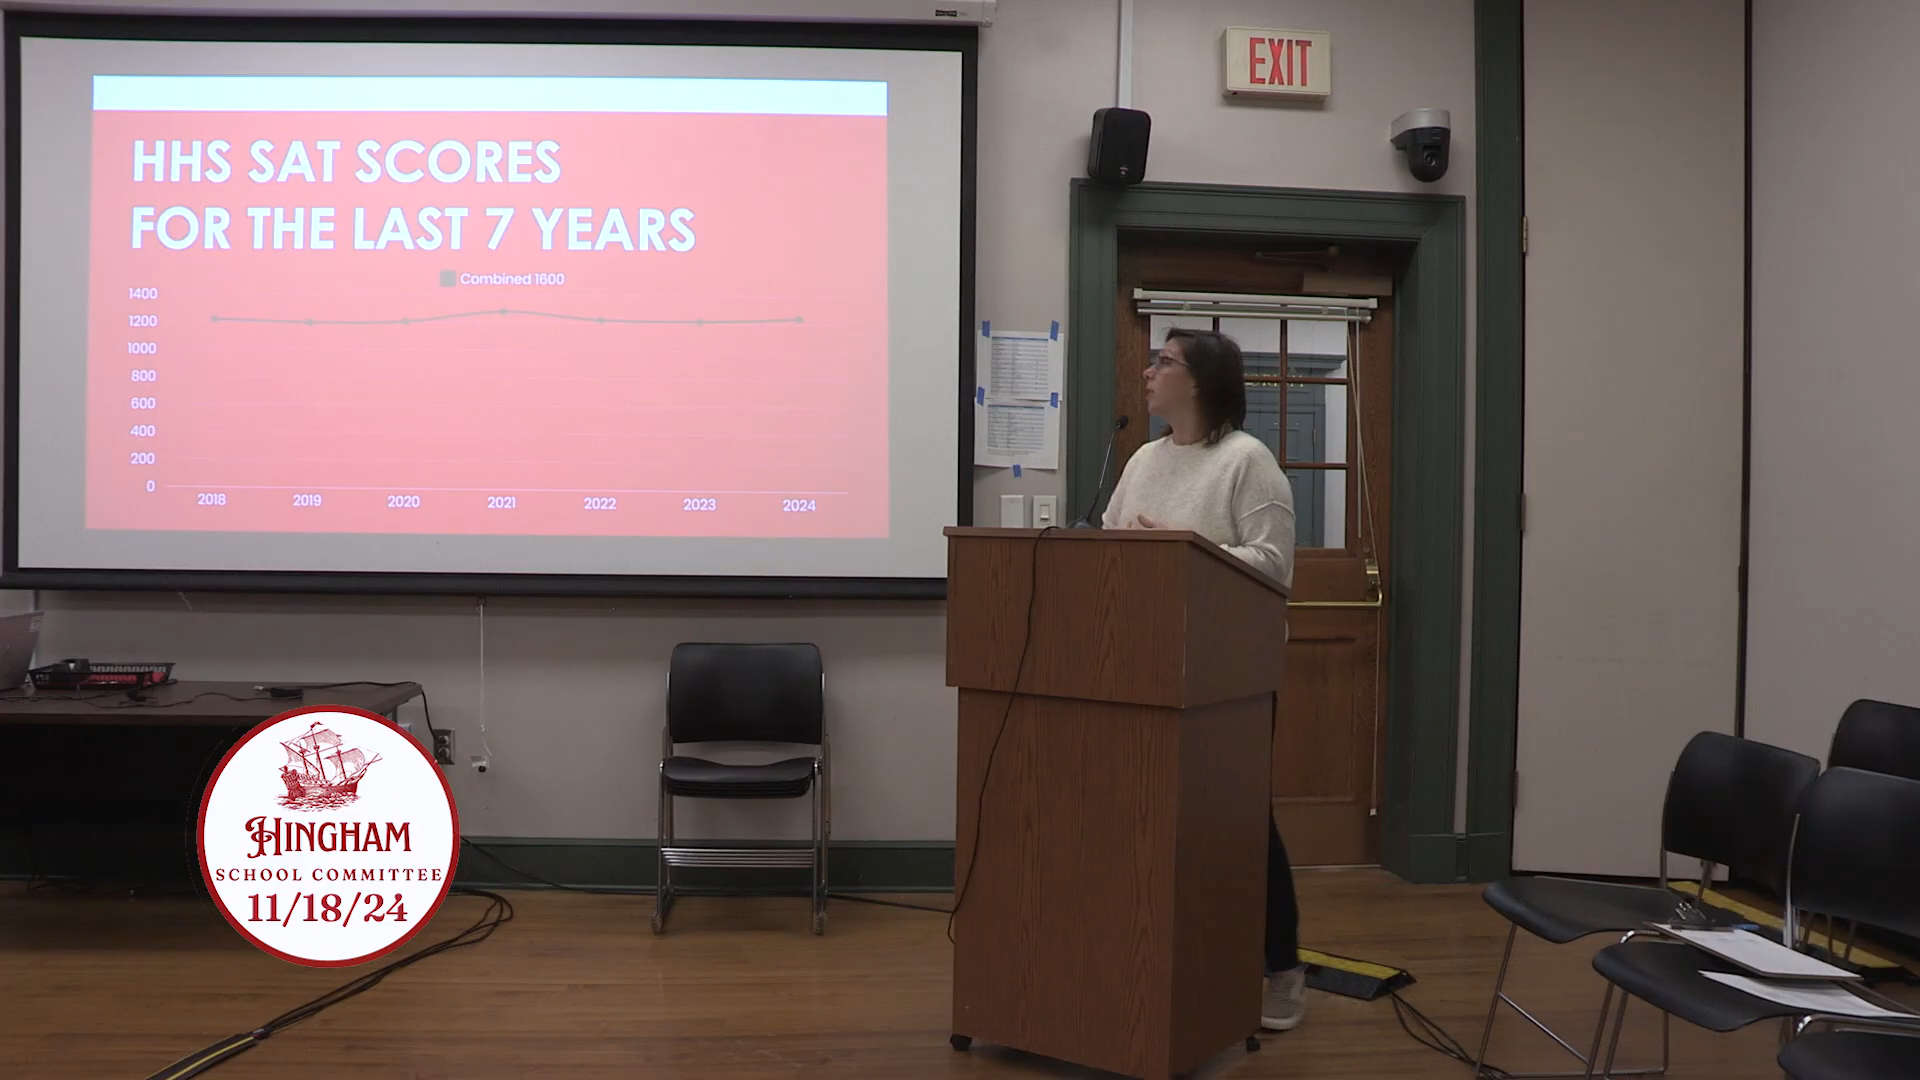 HHS SAT SCORES
FOR THE LAST 7 YEARS
Combined 1600
1400
1200
1000
800
600
400
200
0
2018 2019 2020 2021 2022 2023 2024
EXIT
HINGHAM
SCHOOL COMMITTEE
11/18/24